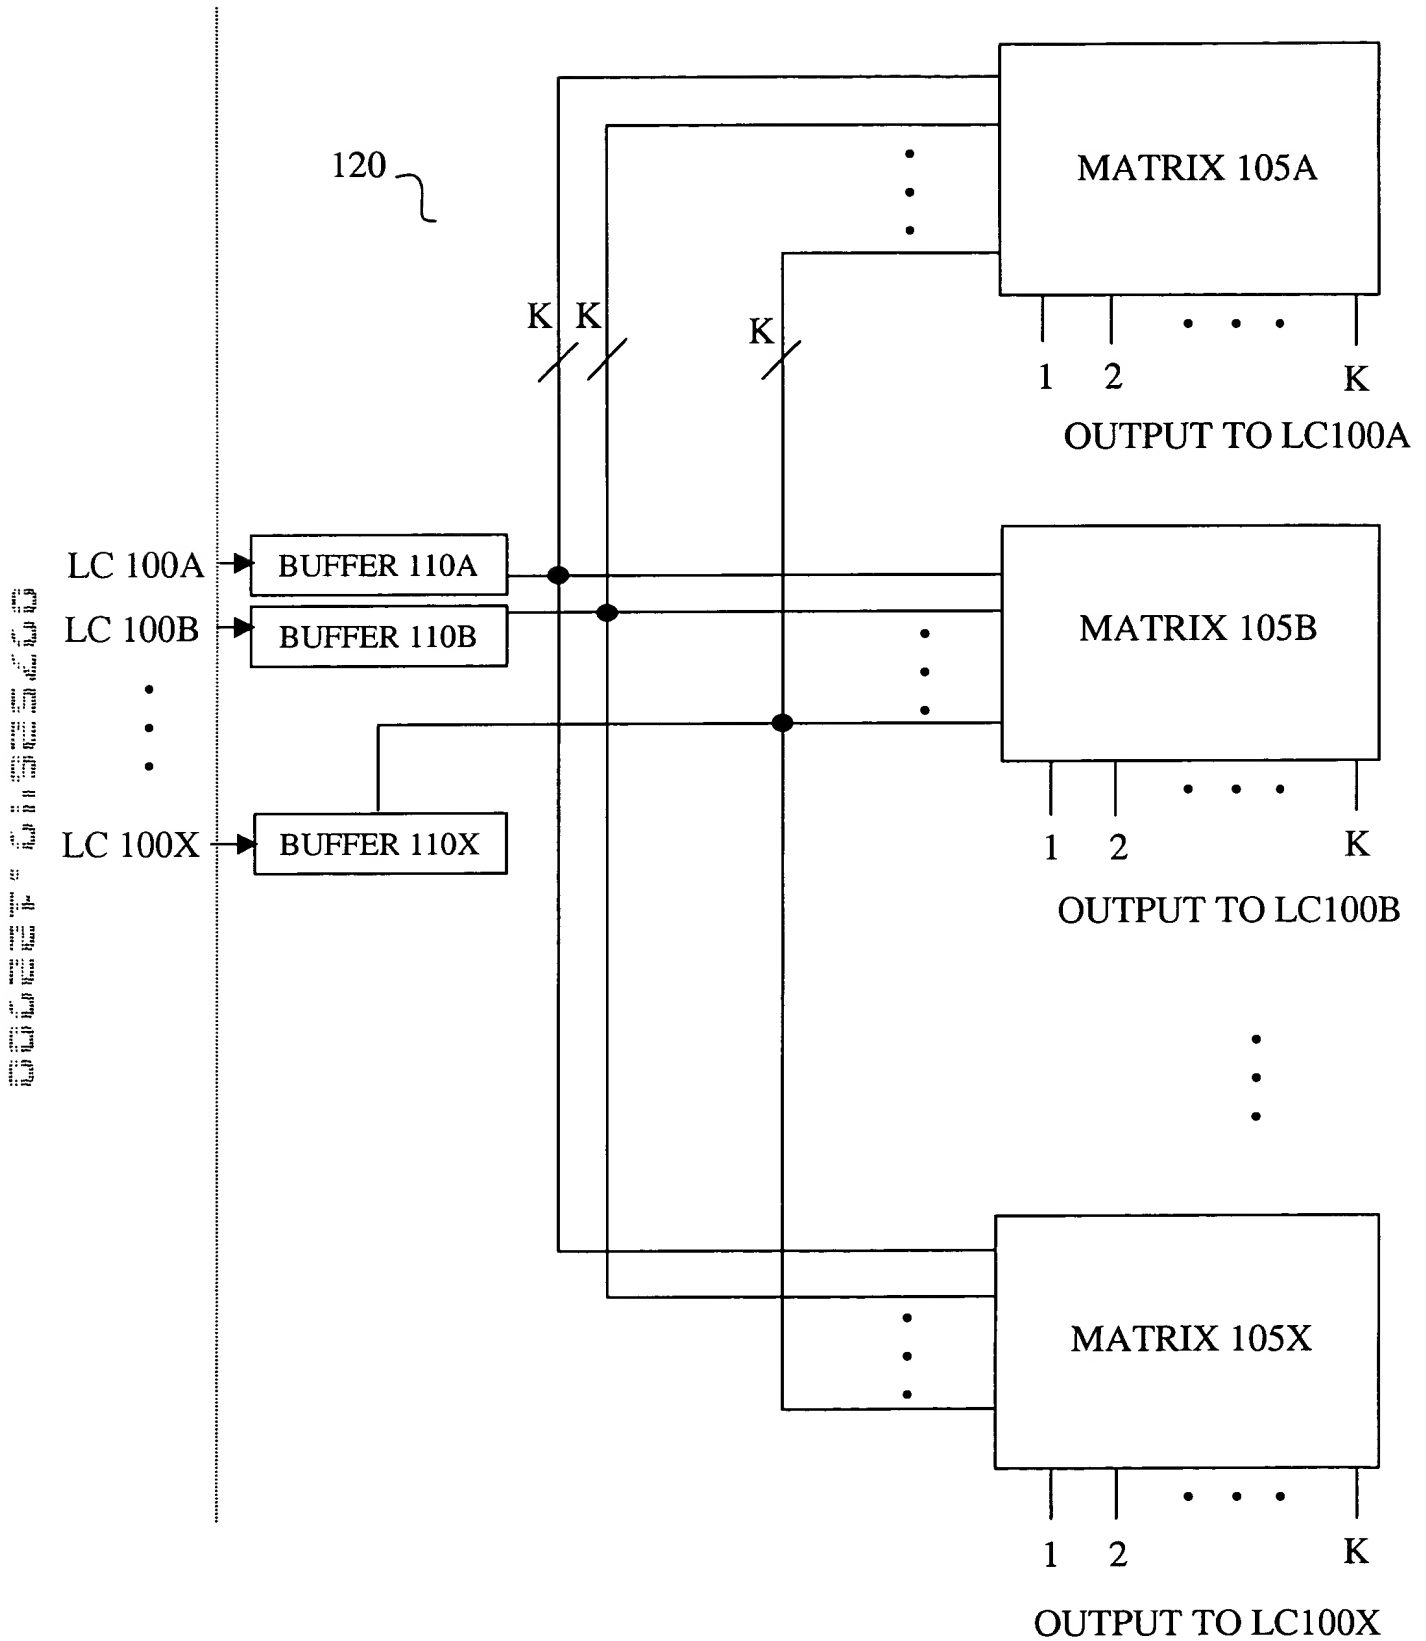 120
MATRIX 105A
K K K
1 2 K
OUTPUT TO LC100A
LC 100A BUFFER 110A
LC 100B BUFFER 110B
MATRIX 105B
LC 100X BUFFER 110X
1 2 K
OUTPUT TO LC100B
MATRIX 105X
1 2 K
OUTPUT TO LC100X